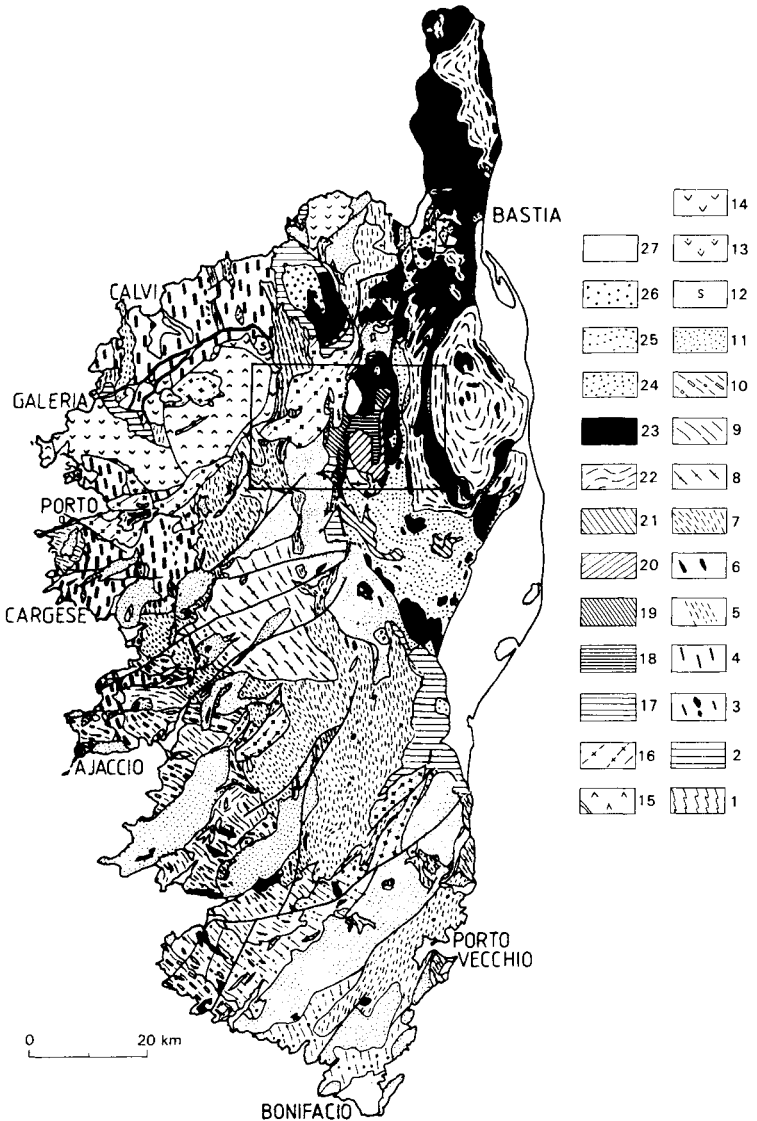 BASTIA
CALVI
GALERIA
PORTO
CARGESE
AJACCIO
PORTO
VECCHIO
BONIFACIO
0 20 km
14
27 13
26 S 12
25 11
24 10
23 9
22 8
21 7
20 6
19 5
18 4
17 3
16 2
15 1